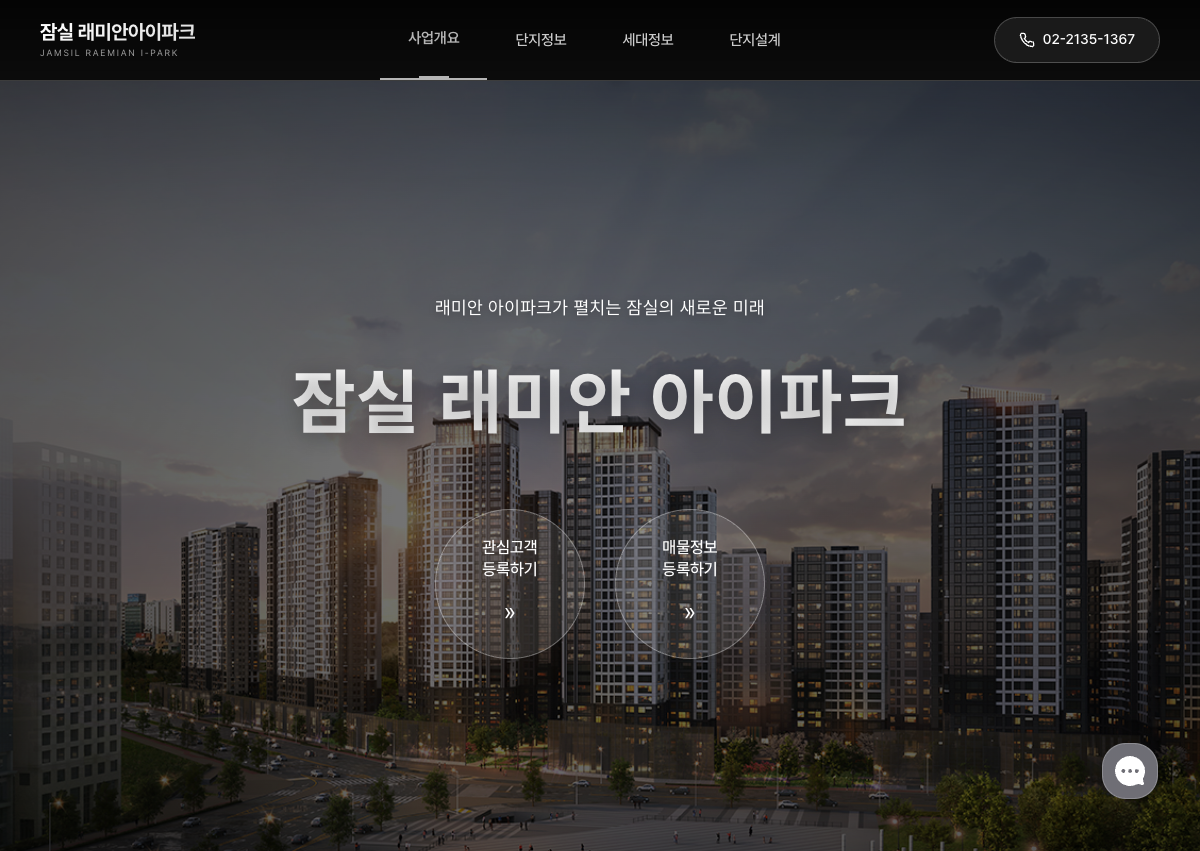 잠실 래미안아이파크
JAMSIL RAEMIAN I-PARK
사업개요
단지정보
세대정보
단지설계
02-2135-1367
래미안 아이파크가 펼치는 잠실의 새로운 미래
잠실 래미안 아이파크
관심고객
등록하기
»
매물정보
등록하기
»